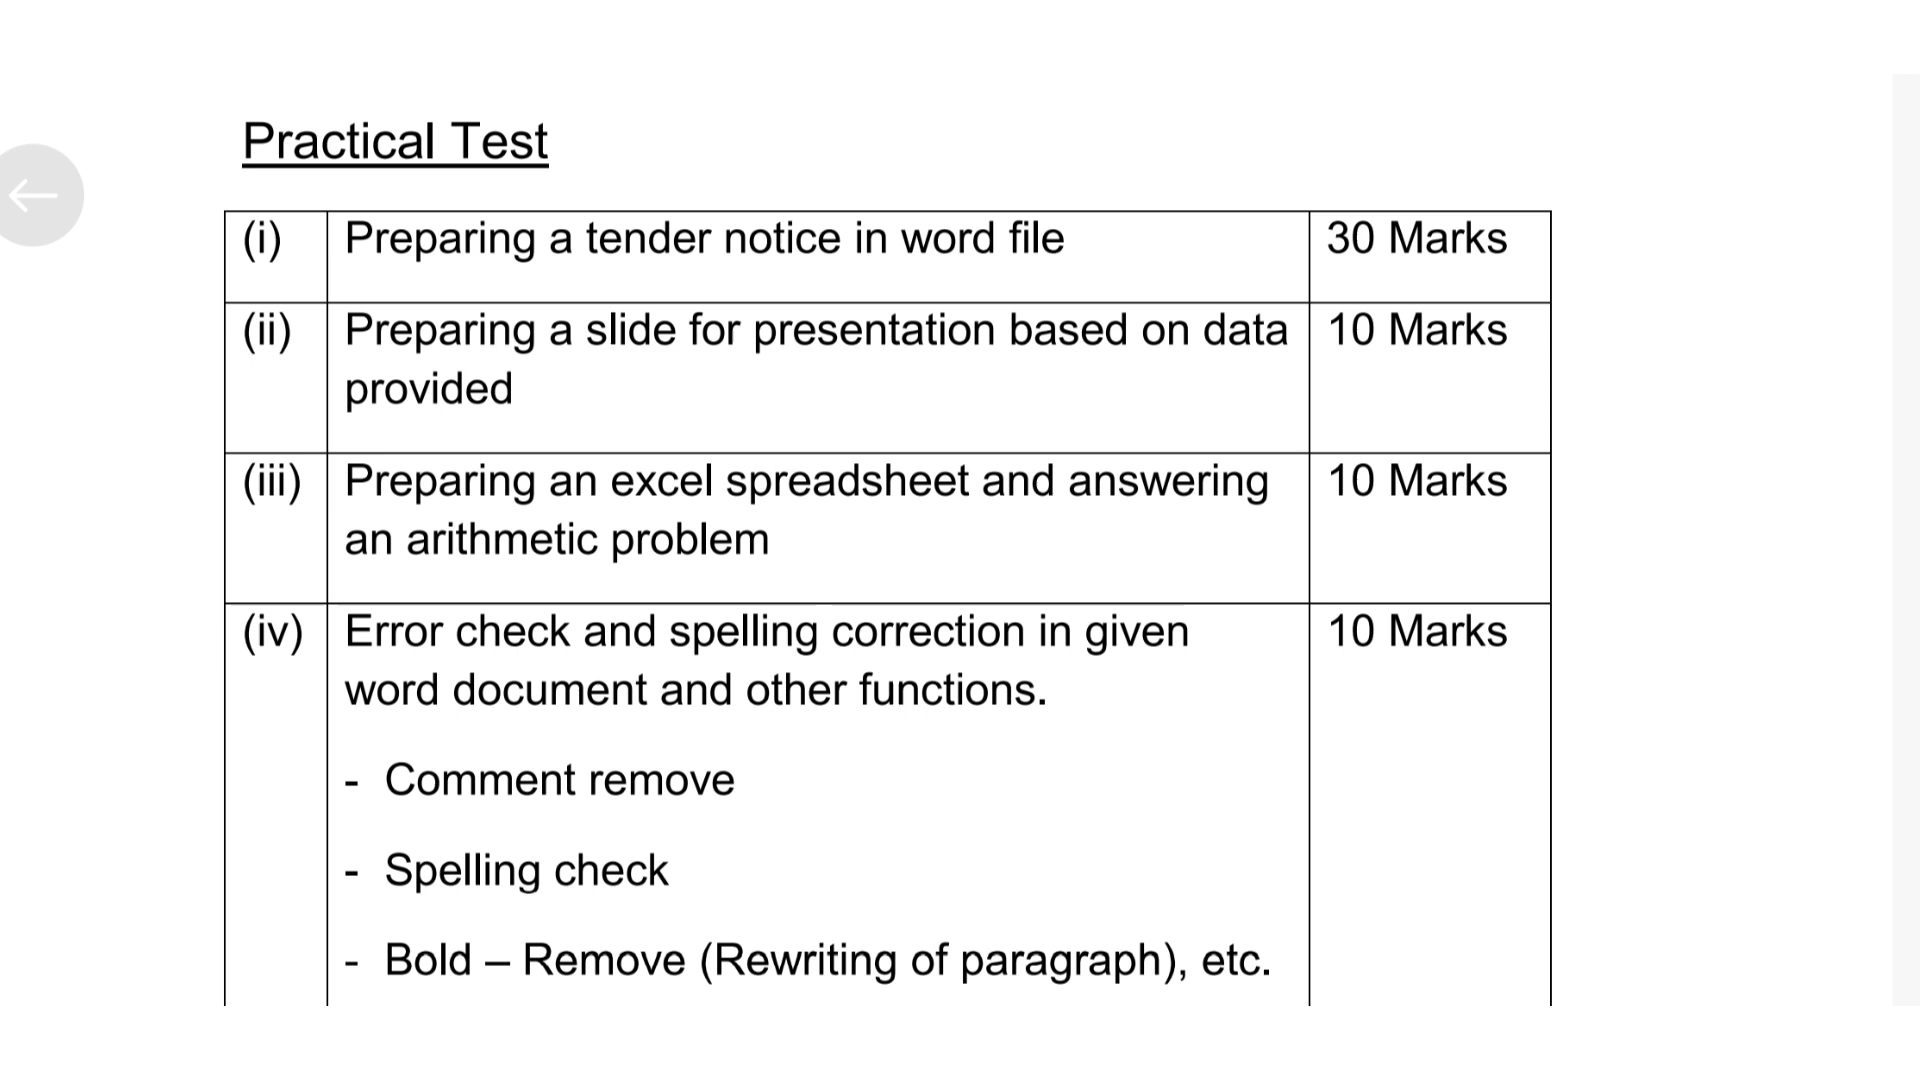 Practical Test
(i) Preparing a tender notice in word file 30 Marks
(ii) Preparing a slide for presentation based on data 10 Marks
provided
(iii) Preparing an excel spreadsheet and answering 10 Marks
an arithmetic problem
(iv) Error check and spelling correction in given 10 Marks
word document and other functions.
- Comment remove
- Spelling check
- Bold – Remove (Rewriting of paragraph), etc.